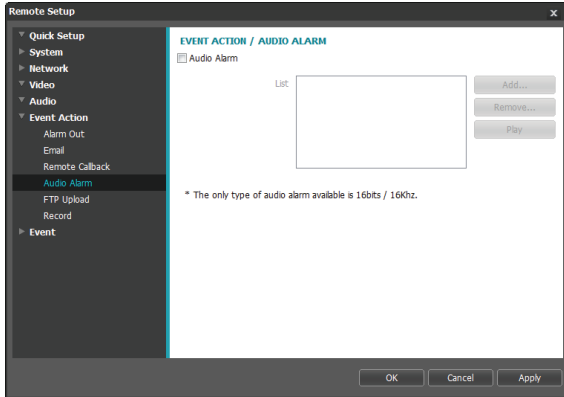 Remote Setup
x
Quick Setup
System
Network
Video
Audio
Event Action
Alarm Out
Email
Remote Callback
Audio Alarm
FTP Upload
Record
Event
EVENT ACTION / AUDIO ALARM
Audio Alarm
List
Add...
Remove...
Play
* The only type of audio alarm available is 16bits / 16Khz.
OK
Cancel
Apply